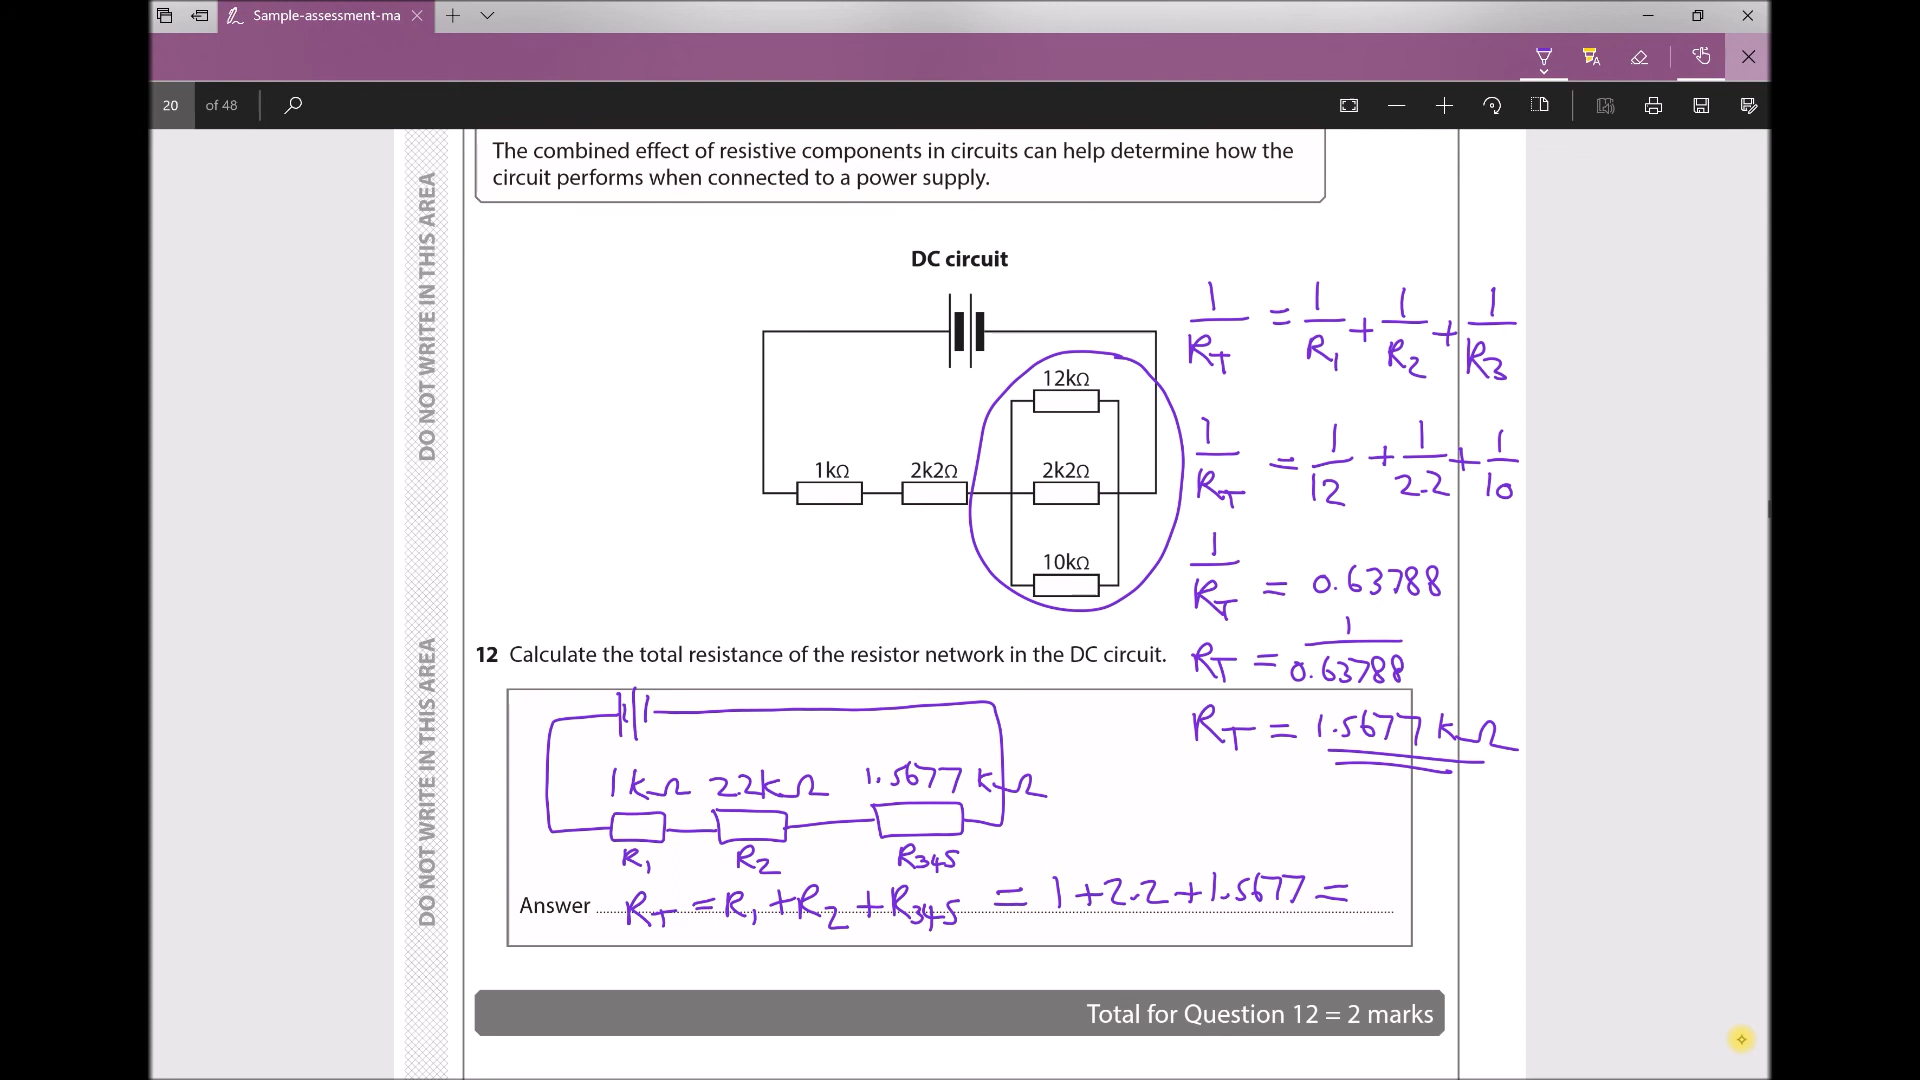 Sample-assessment-ma
20 of 48
The combined effect of resistive components in circuits can help determine how the
circuit performs when connected to a power supply.
DO NOT WRITE IN THIS AREA
DO NOT WRITE IN THIS AREA
DC circuit
12kΩ
1kΩ 2k2Ω 2k2Ω
10kΩ
1/RT = 1/R1 + 1/R2 + 1/R3
1/RT = 1/12 + 1/2.2 + 1/10
1/RT = 0.63788
RT = 1/0.63788
RT = 1.5677 kΩ
12 Calculate the total resistance of the resistor network in the DC circuit.
1kΩ 2.2kΩ 1.5677 kΩ
R1 R2 R345
Answer RT = R1 + R2 + R345 = 1 + 2.2 + 1.5677 =
Total for Question 12 = 2 marks